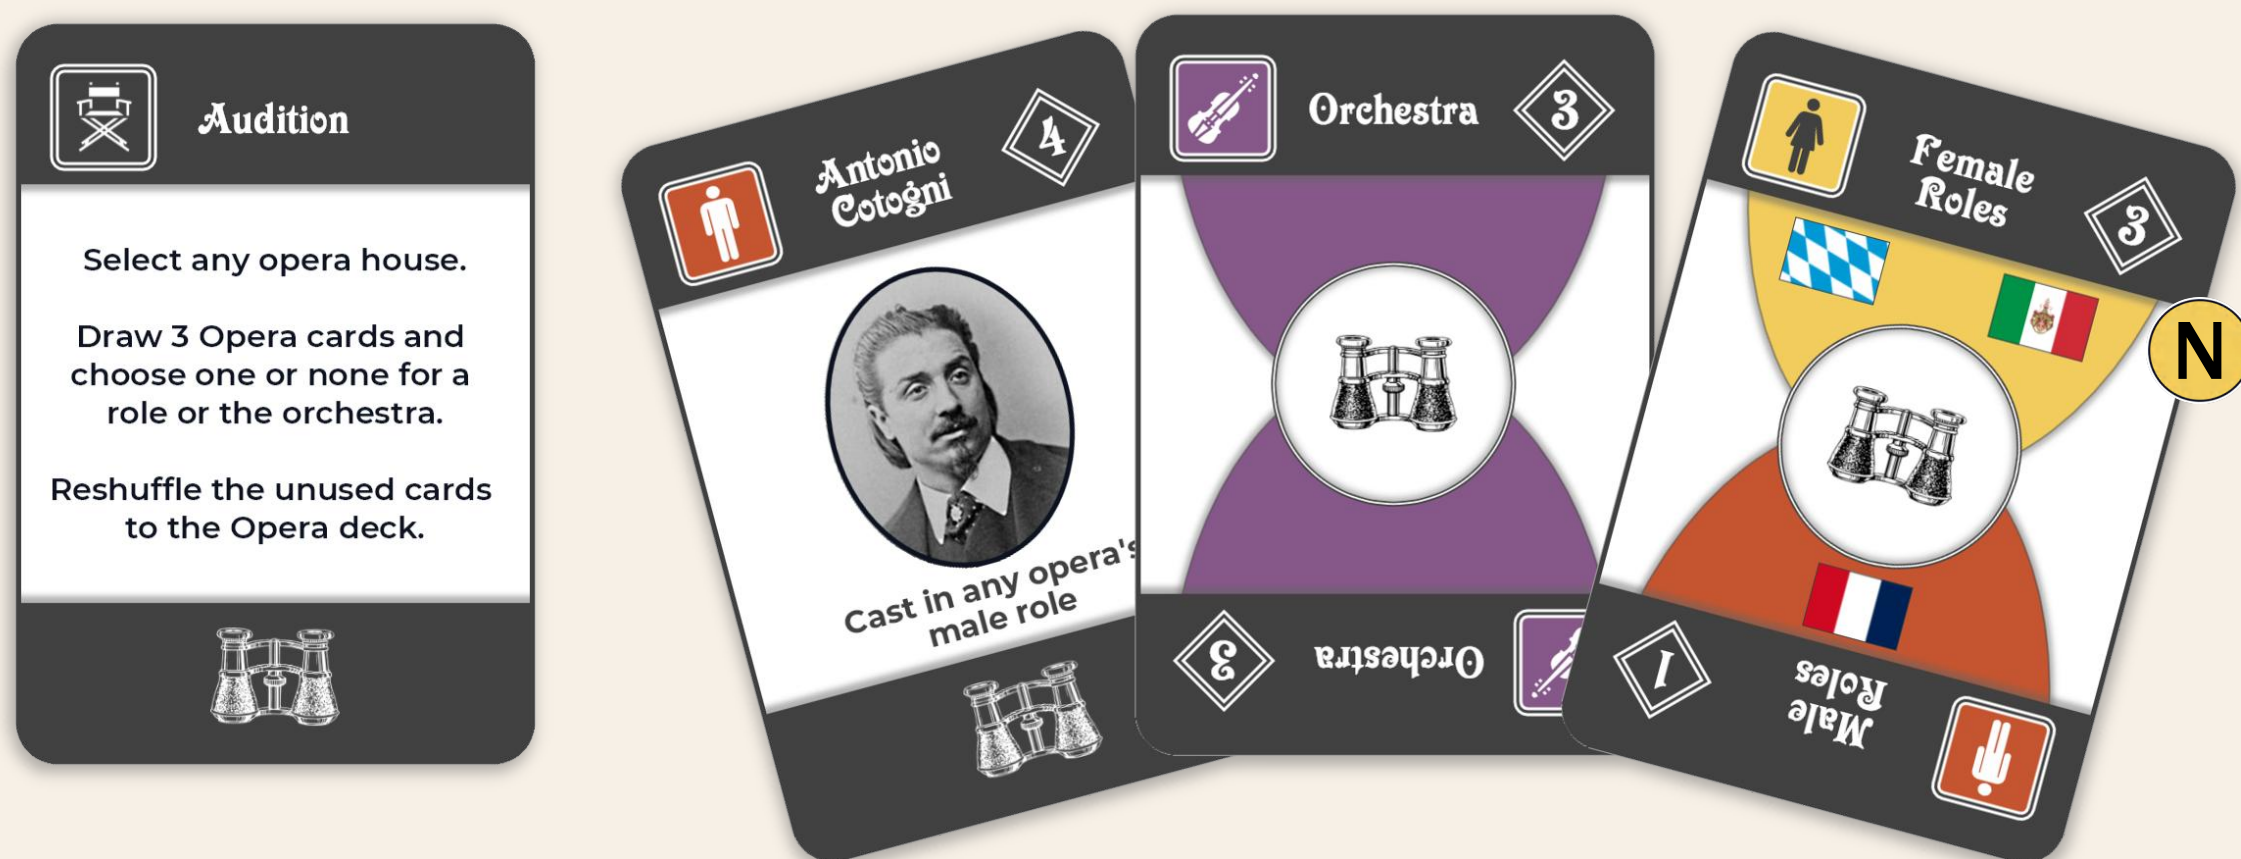 Audition
Select any opera house.
Draw 3 Opera cards and
choose one or none for a
role or the orchestra.
Reshuffle the unused cards
to the Opera deck.
Antonio
Cotogni
4
Cast in any opera's
male role
Orchestra
3
Orchestra
3
Female
Roles
3
N
Male
Roles
1